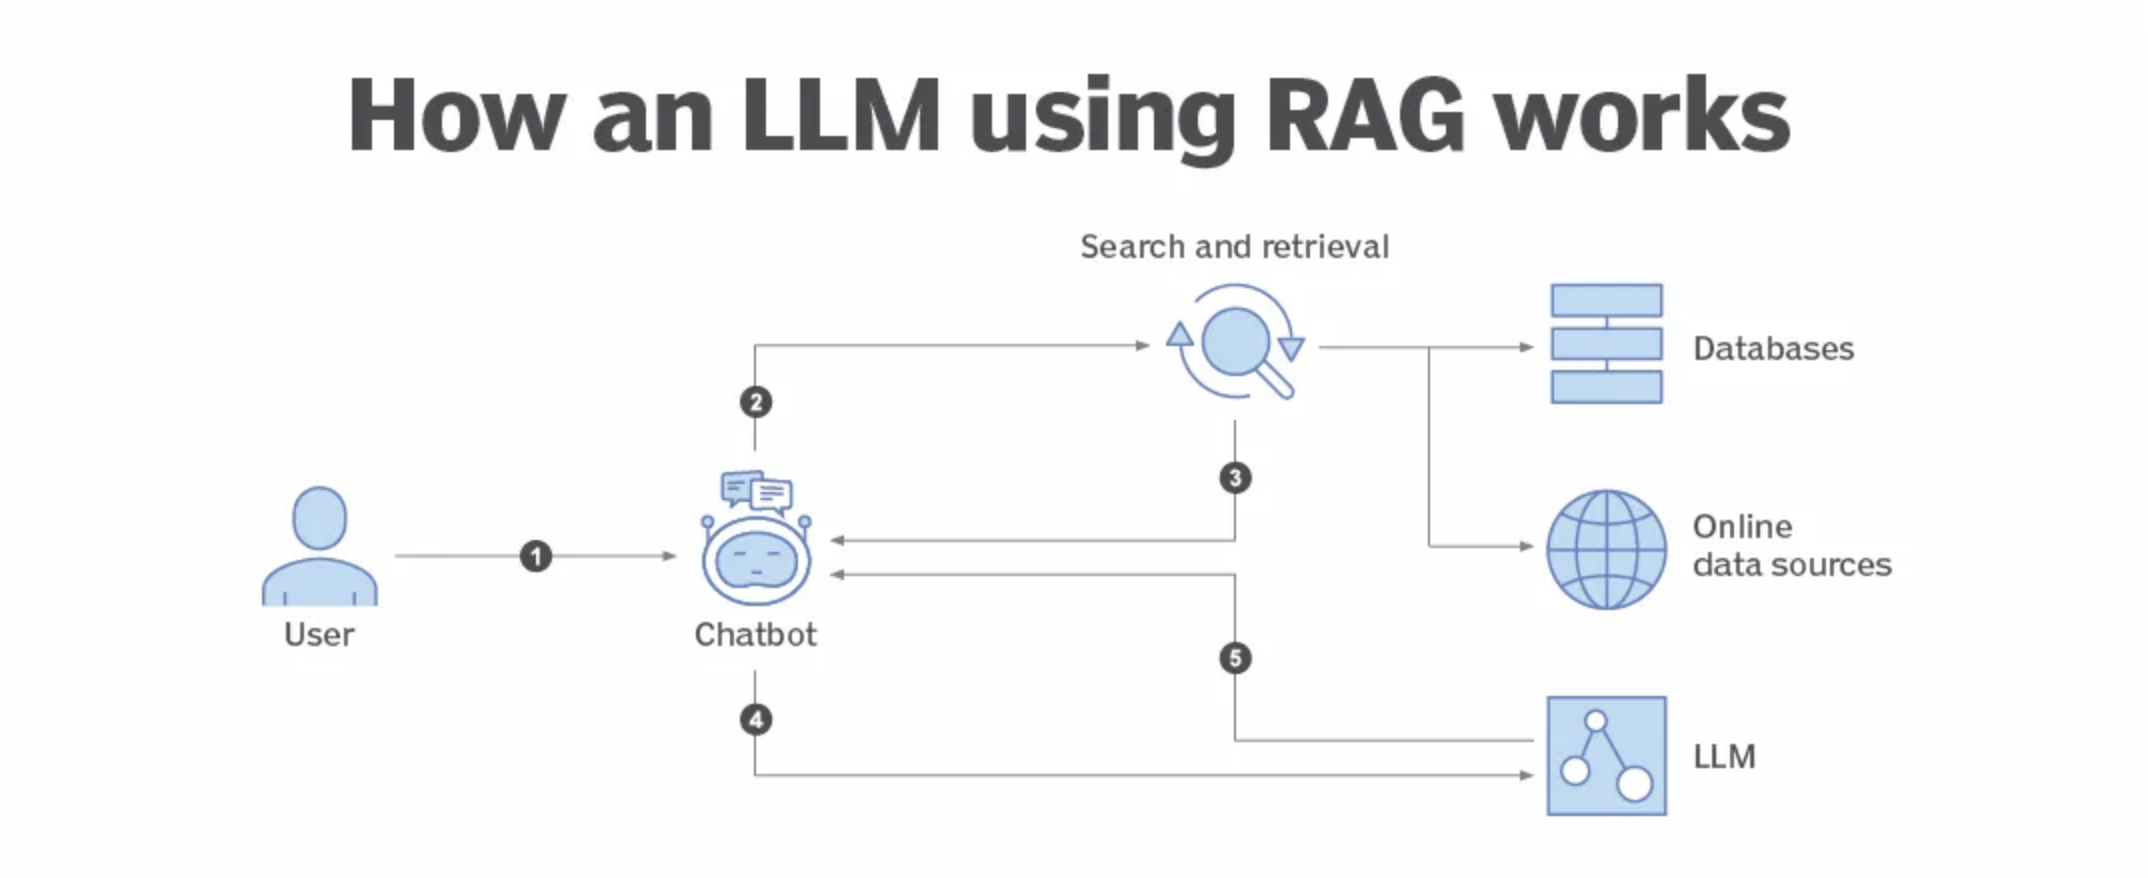 How an LLM using RAG works
Search and retrieval
Databases
2
3
Online
data sources
1
User
Chatbot
5
4
LLM